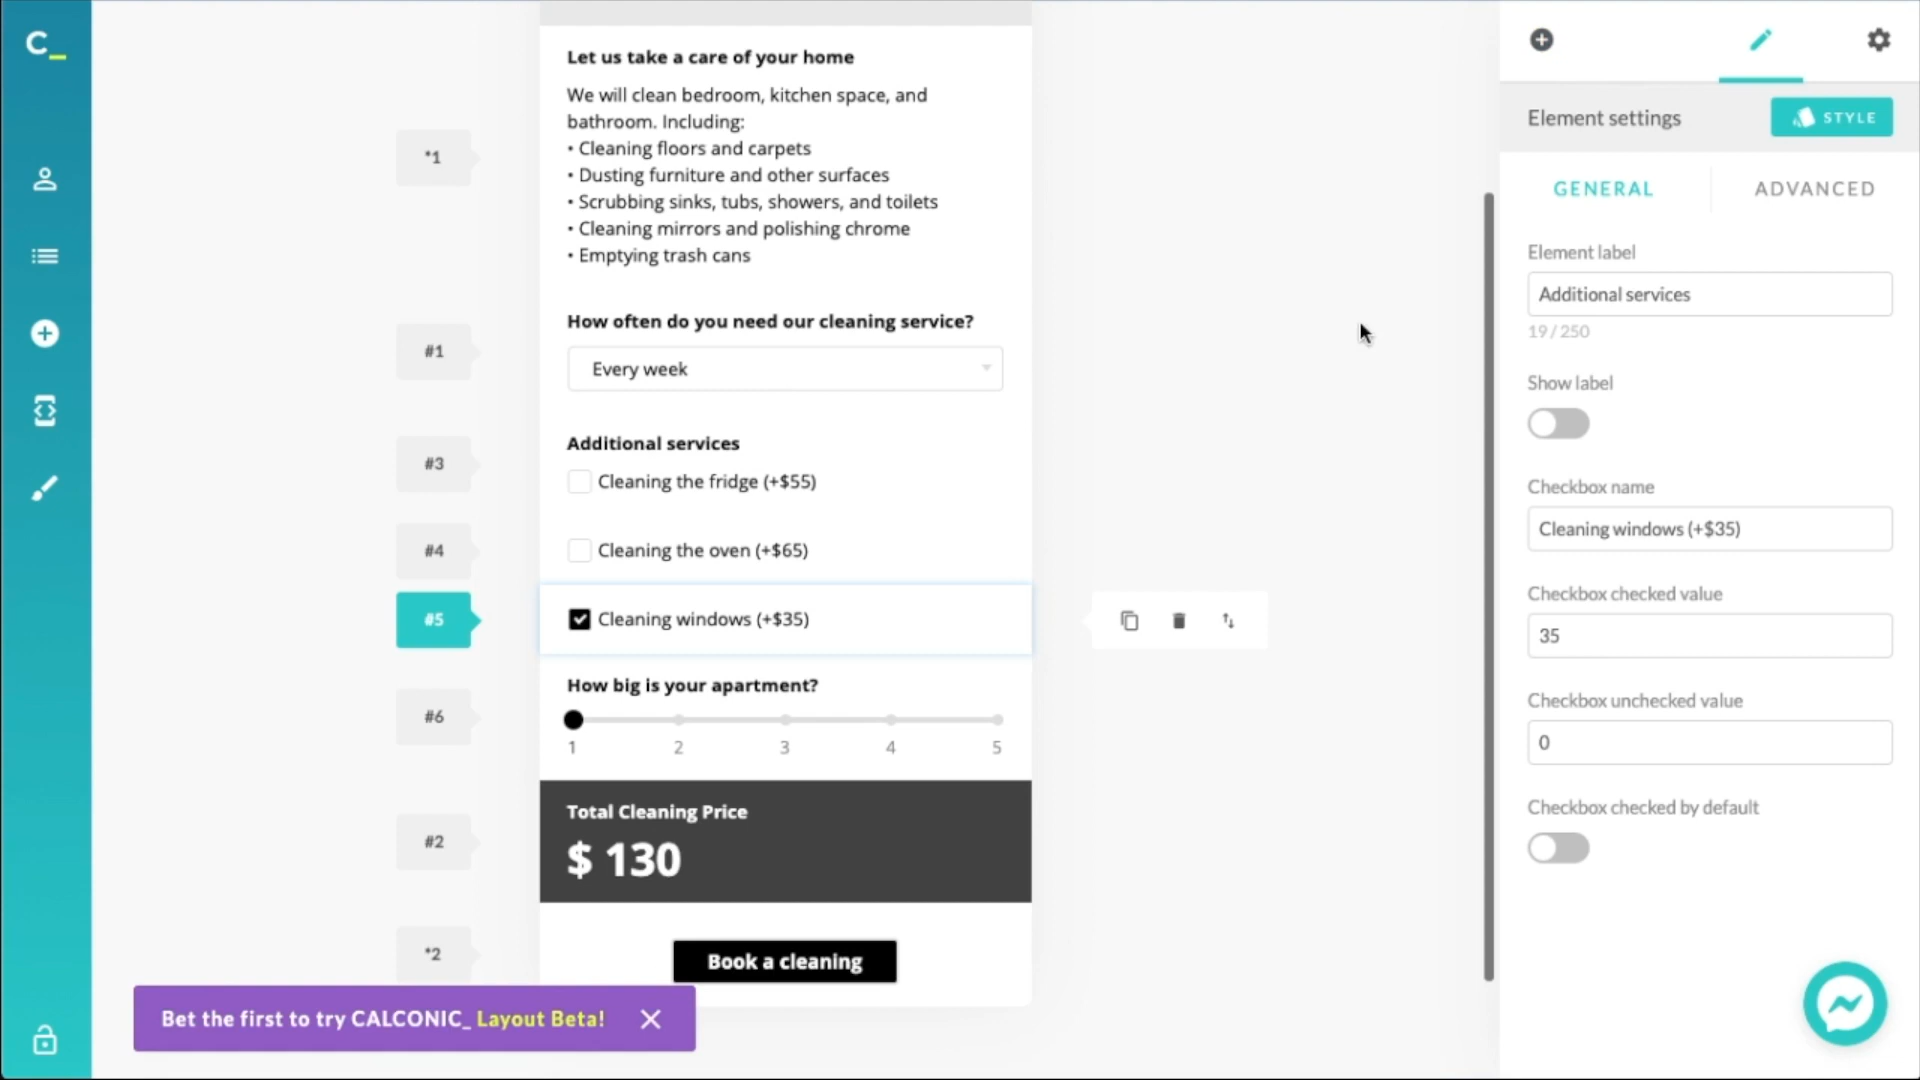 C_
Let us take a care of your home
We will clean bedroom, kitchen space, and
bathroom. Including:
• Cleaning floors and carpets
• Dusting furniture and other surfaces
• Scrubbing sinks, tubs, showers, and toilets
• Cleaning mirrors and polishing chrome
• Emptying trash cans
*1
How often do you need our cleaning service?
#1
Every week
Additional services
#3
Cleaning the fridge (+$55)
#4
Cleaning the oven (+$65)
#5
Cleaning windows (+$35)
How big is your apartment?
#6
1 2 3 4 5
Total Cleaning Price
#2
$ 130
*2
Book a cleaning
Bet the first to try CALCONIC_ Layout Beta!
Element settings
STYLE
GENERAL
ADVANCED
Element label
Additional services
19 / 250
Show label
Checkbox name
Cleaning windows (+$35)
Checkbox checked value
35
Checkbox unchecked value
0
Checkbox checked by default